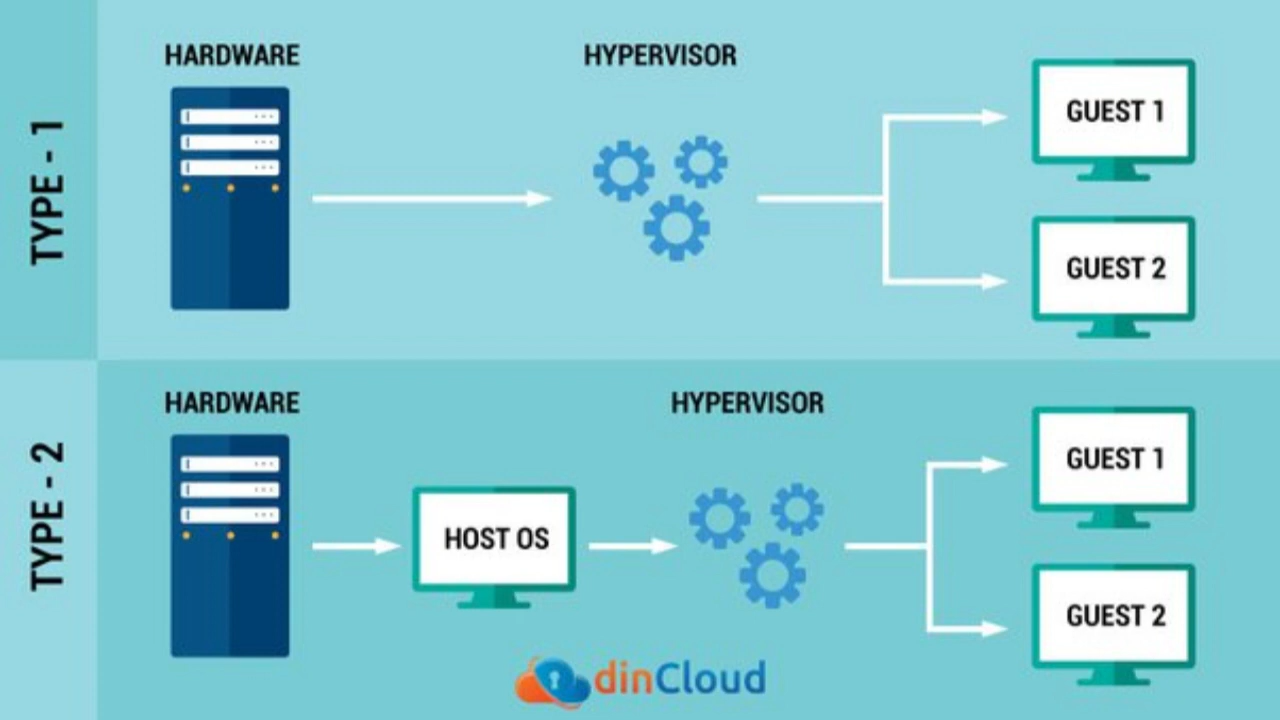 TYPE - 1
HARDWARE
HYPERVISOR
GUEST 1
GUEST 2
TYPE - 2
HARDWARE
HOST OS
HYPERVISOR
GUEST 1
GUEST 2
dinCloud